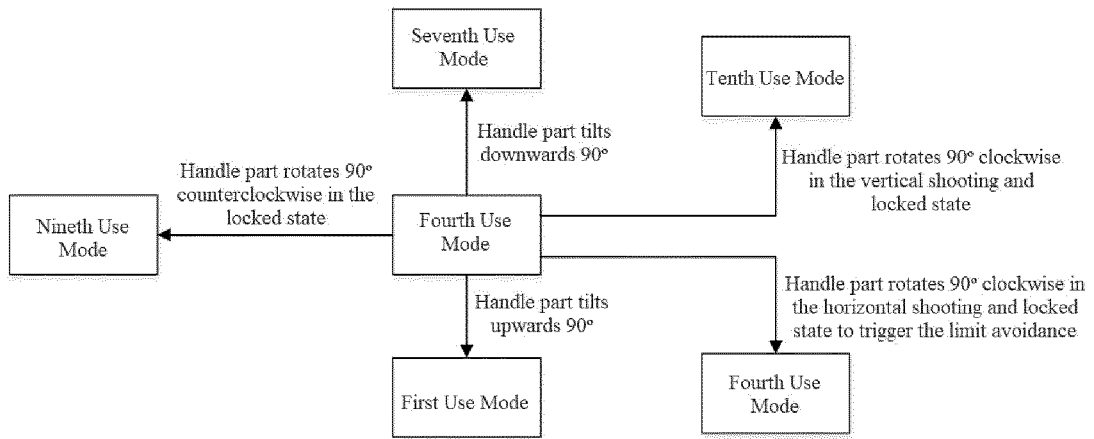 Seventh Use
Mode
Tenth Use Mode
Handle part tilts
downwards 90°
Handle part rotates 90° clockwise
in the vertical shooting and
locked state
Handle part rotates 90°
counterclockwise in the
locked state
Nineth Use
Mode
Fourth Use
Mode
Handle part tilts
upwards 90°
Handle part rotates 90° clockwise in
the horizontal shooting and locked
state to trigger the limit avoidance
First Use Mode
Fourth Use
Mode